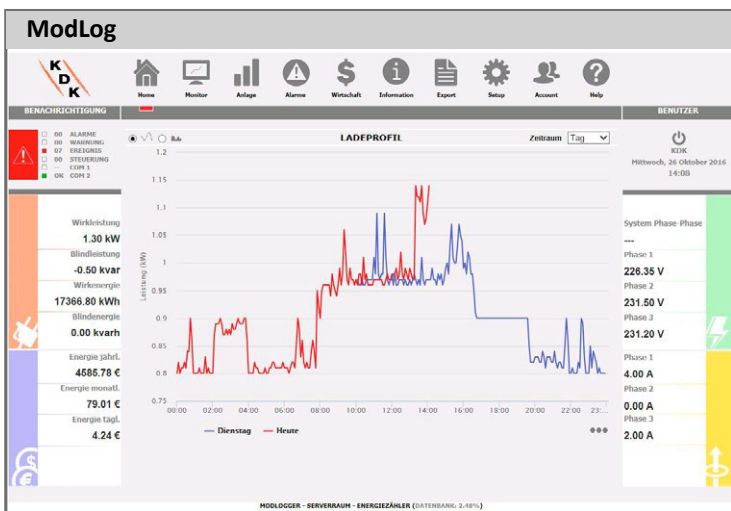 ModLog
K
D
K
Home Monitor Anlage Alarme Wirtschaft Information Export Setup Account Help
BENACHRICHTIGUNG
BENUTZER
00 ALARME
00 WARNUNG
07 EREIGNIS
00 STEUERUNG
-- COM 1
OK COM 2
LADEPROFIL
Zeitraum Tag
KDK
Mittwoch, 26 Oktober 2016
14:08
Wirkleistung
1.30 kW
Blindleistung
-0.50 kvar
Wirkenergie
17366.80 kWh
Blindenergie
0.00 kvarh
Energie jährl.
4585.78 €
Energie monatl.
79.01 €
Energie tägl.
4.24 €
Leistung (kW)
1.2
1.15
1.1
1.05
1
0.95
0.9
0.85
0.8
0.75
00:00 02:00 04:00 06:00 08:00 10:00 12:00 14:00 16:00 18:00 20:00 22:00 23:...
Dienstag Heute
System Phase-Phase
---
Phase 1
226.35 V
Phase 2
231.50 V
Phase 3
231.20 V
Phase 1
4.00 A
Phase 2
0.00 A
Phase 3
2.00 A
MODLOGGER - SERVERRAUM - ENERGIEZÄHLER (DATENBANK: 2.48%)